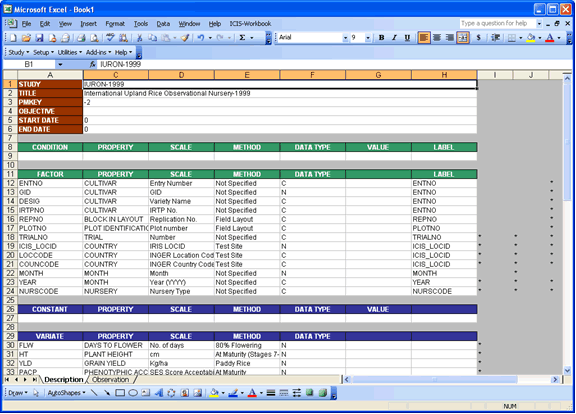 Microsoft Excel - Book1
File Edit View Insert Format Tools Data Window Help ICIS-Workbook Type a question for help
Arial 9 B I U $
Study Setup Utilities Add-ins Help
B1 fx IURON-1999
A C D E F G H I J
1 STUDY IURON-1999
2 TITLE International Upland Rice Observational Nursery-1999
3 PMKEY -2
4 OBJECTIVE
5 START DATE 0
6 END DATE 0
7
8 CONDITION PROPERTY SCALE METHOD DATA TYPE VALUE LABEL
9
10
11 FACTOR PROPERTY SCALE METHOD DATA TYPE LABEL
12 ENTNO CULTIVAR Entry Number Not Specified C ENTNO *
13 GID CULTIVAR GID Not Specified N ENTNO *
14 DESIG CULTIVAR Variety Name Not Specified C ENTNO *
15 IRTPNO CULTIVAR IRTP No. Not Specified C ENTNO *
16 REPNO BLOCK IN LAYOUT Replication No. Field Layout C REPNO *
17 PLOTNO PLOT IDENTIFICATIO Plot number Field Layout C PLOTNO *
18 TRIALNO TRIAL Number Not Specified C TRIALNO * * *
19 ICIS_LOCID COUNTRY IRIS LOCID Test Site N ICIS_LOCID * * *
20 LOCCODE COUNTRY INGER Location Cod Test Site C ICIS_LOCID * * *
21 COUNCODE COUNTRY INGER Country Cod Test Site C ICIS_LOCID * * *
22 MONTH MONTH Month Not Specified N MONTH * *
23 YEAR MONTH Year (YYYY) Not Specified C YEAR * * *
24 NURSCODE NURSERY Nursery Type Not Specified C NURSCODE * * *
25
26 CONSTANT PROPERTY SCALE METHOD DATA TYPE VALUE
27
28
29 VARIATE PROPERTY SCALE METHOD DATA TYPE
30 FLW DAYS TO FLOWER No. of days 80% Flowering N *
31 HT PLANT HEIGHT cm At Maturity (Stages 7- N *
32 YLD GRAIN YIELD Kg/ha Paddy Rice N *
33 PACP PHENOTYPIC ACC SES Score Acceptabi At Maturity N *
Description Observation
Draw AutoShapes
NUM